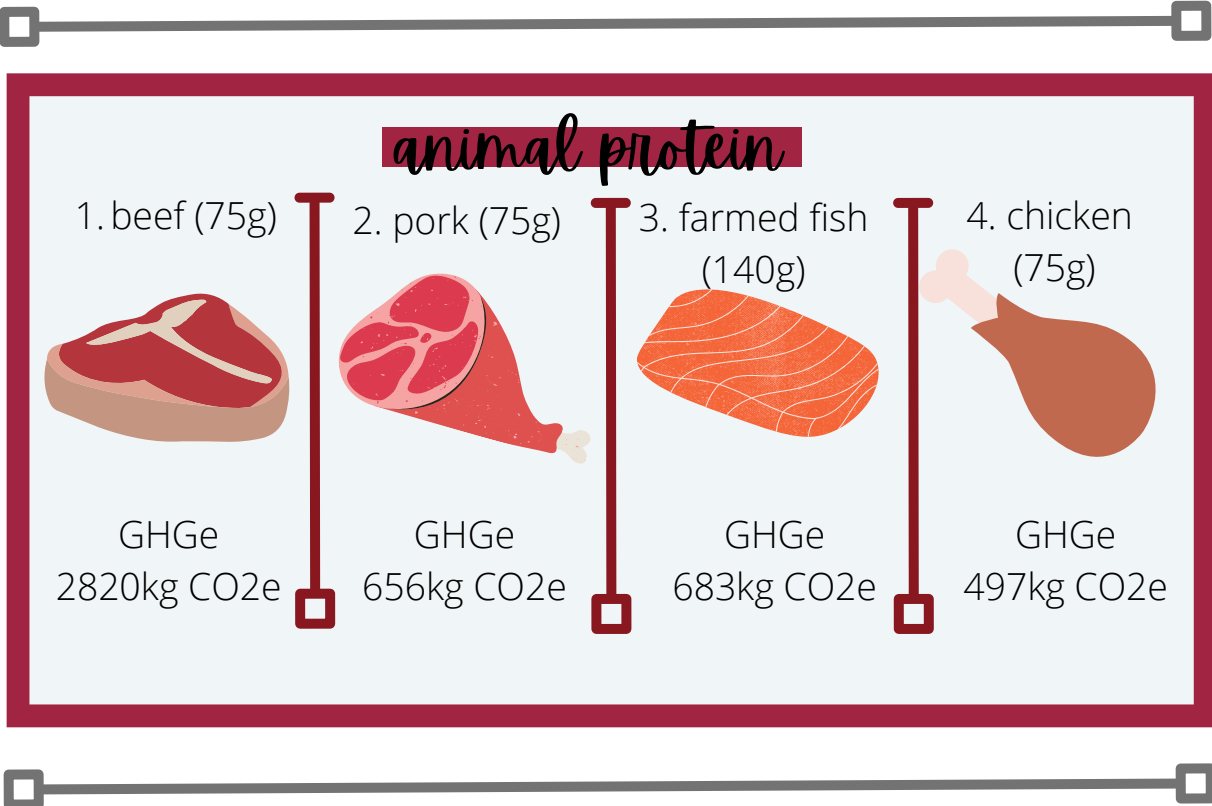 animal protein
1. beef (75g)
2. pork (75g)
3. farmed fish
(140g)
4. chicken
(75g)
GHGe
2820kg CO2e
GHGe
656kg CO2e
GHGe
683kg CO2e
GHGe
497kg CO2e